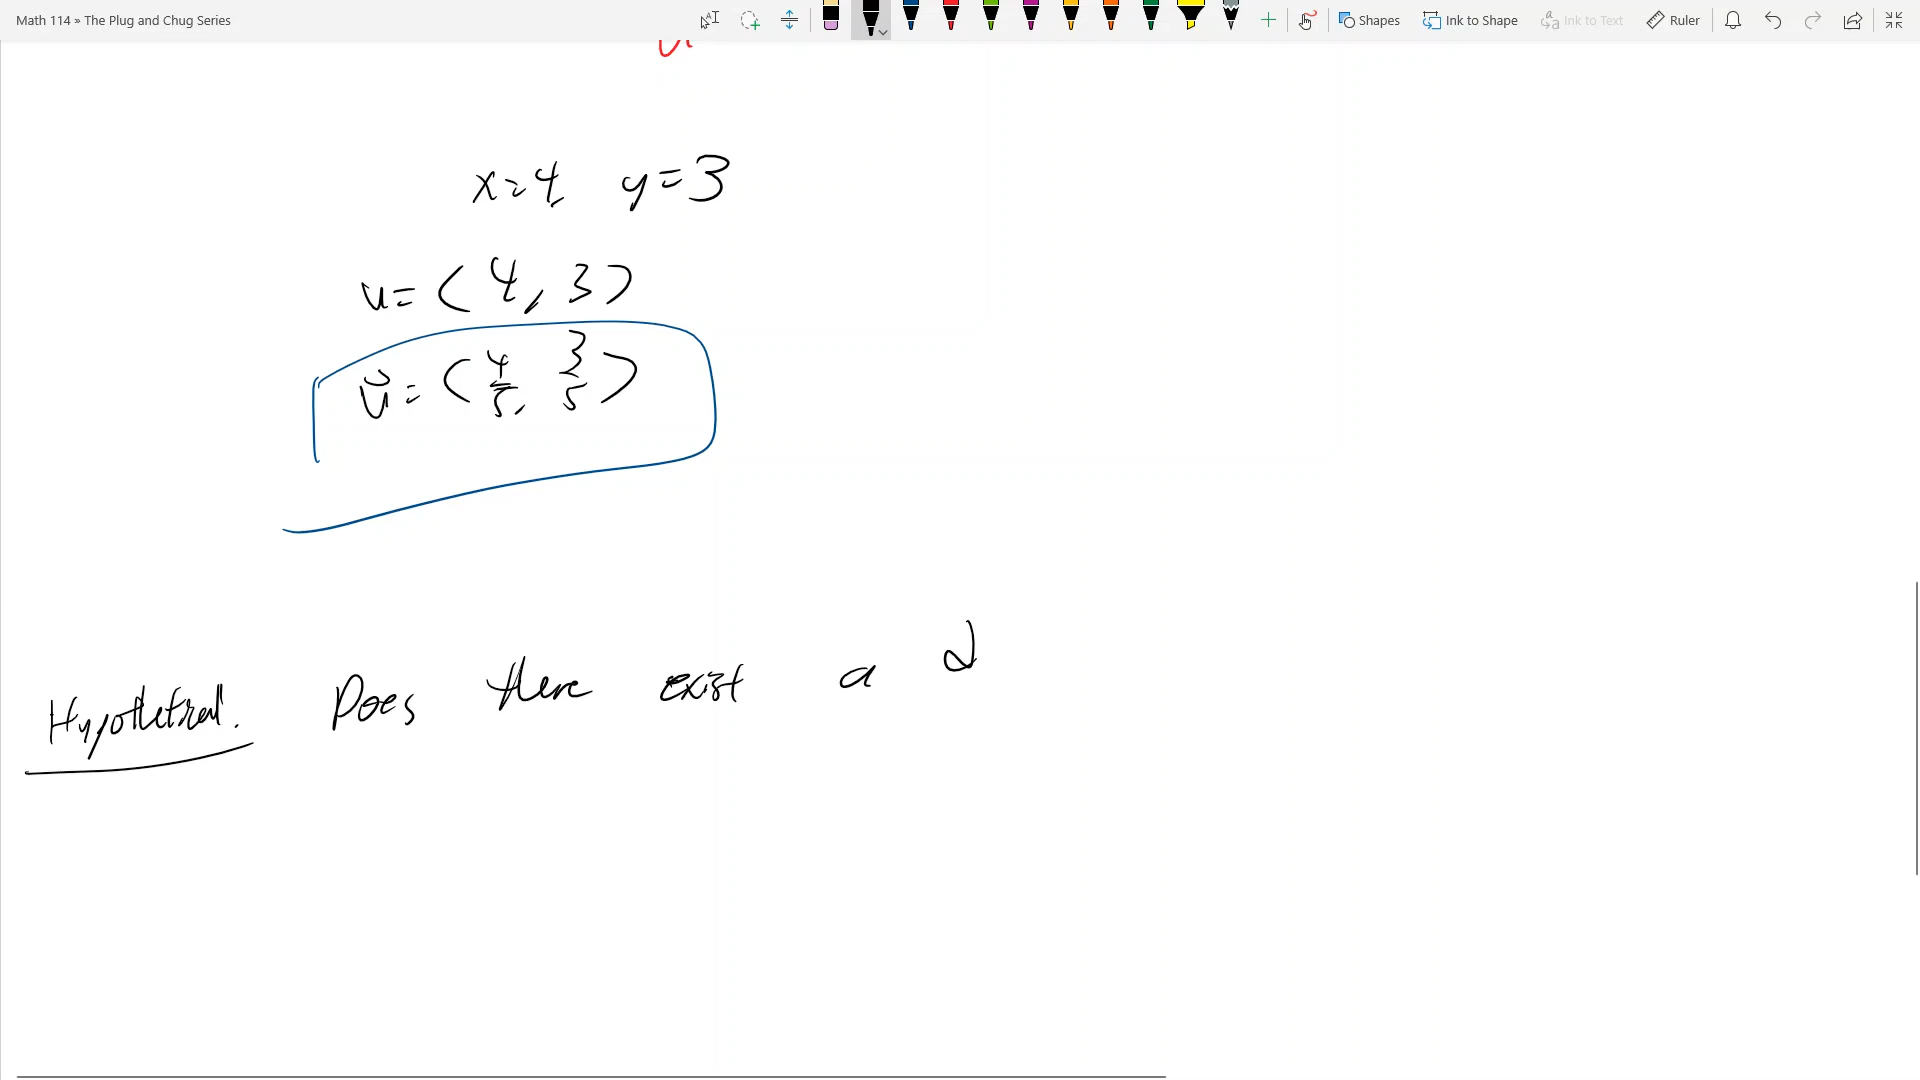 Math 114 » The Plug and Chug Series
Shapes
Ink to Shape
Ink to Text
Ruler
x=4 y=3
u=(4, 3)
û=(4/5, 3/5)
Hypothetical. Does there exist a d